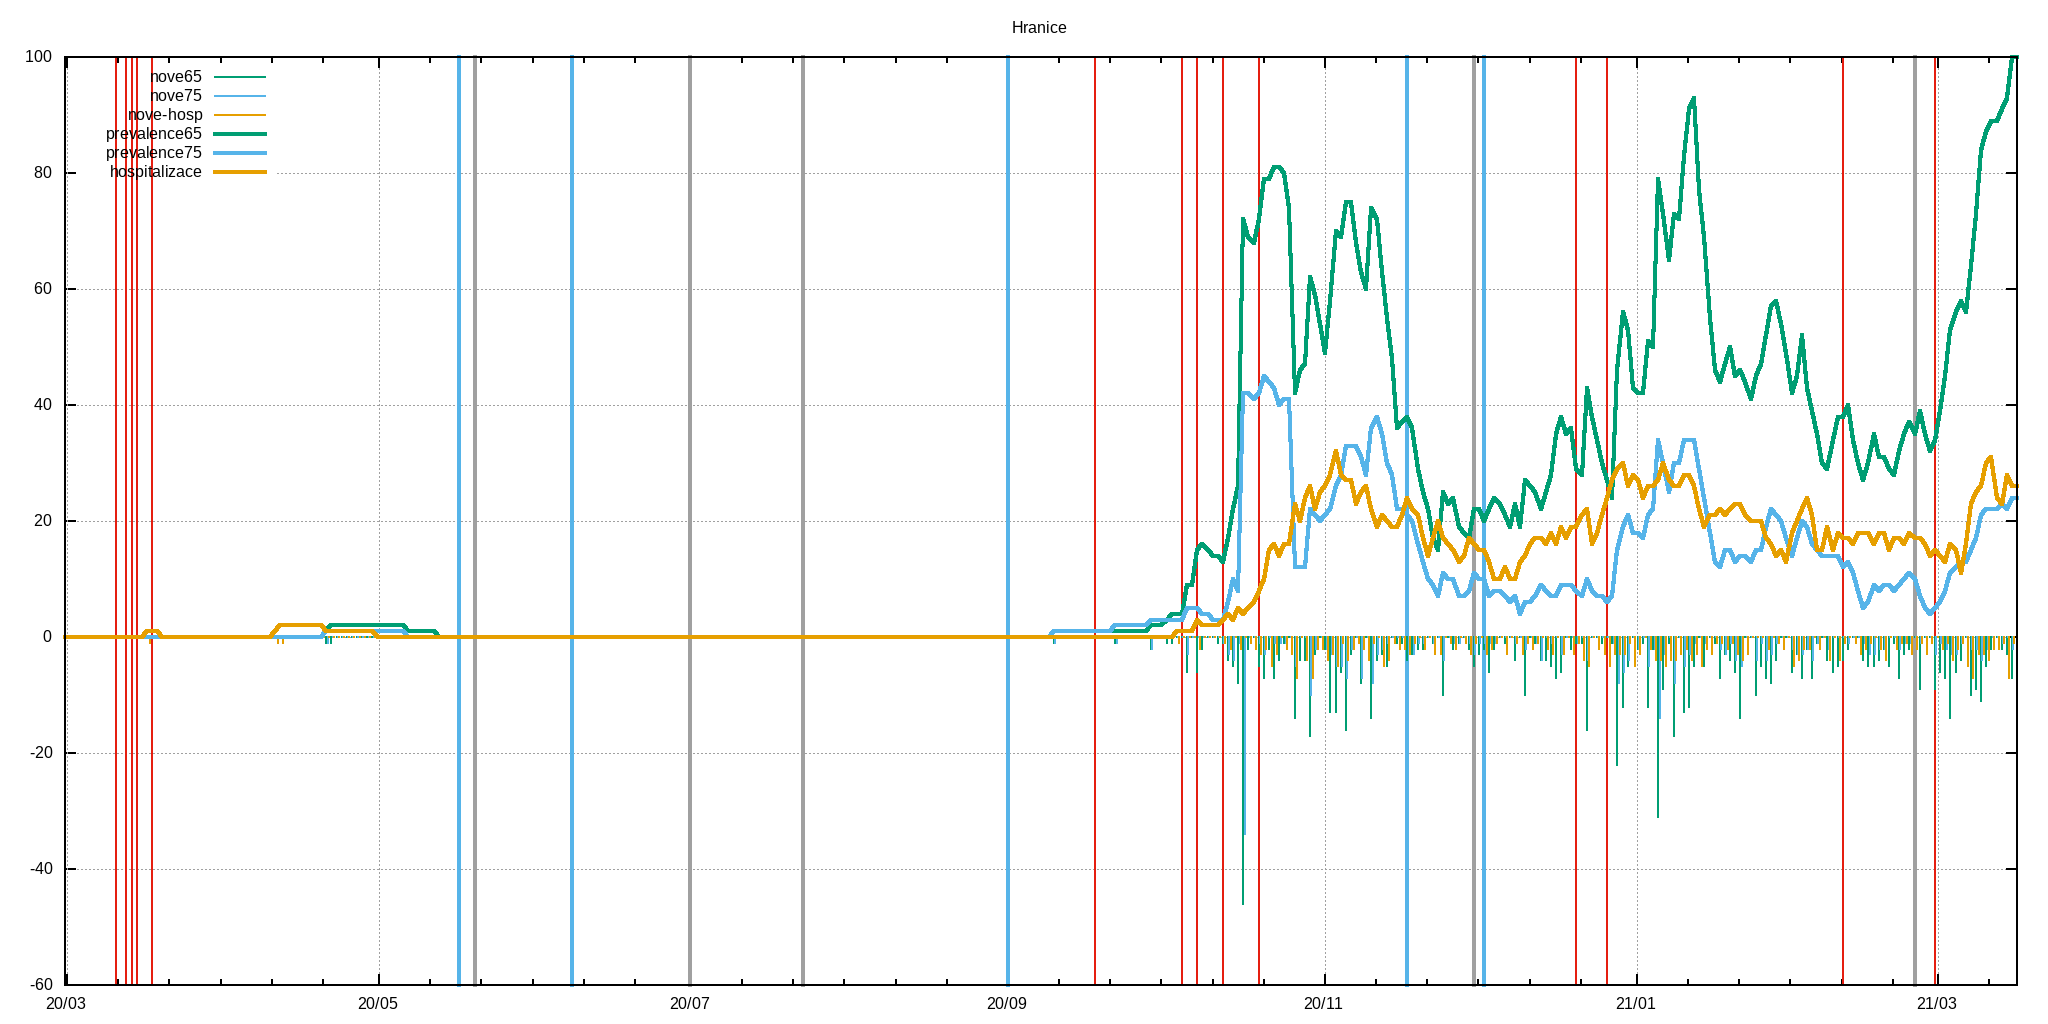 Hranice
100
nove65
nove75
nove-hosp
prevalence65
prevalence75
hospitalizace
80
60
40
20
0
-20
-40
-60
20/03 20/05 20/07 20/09 20/11 21/01 21/03